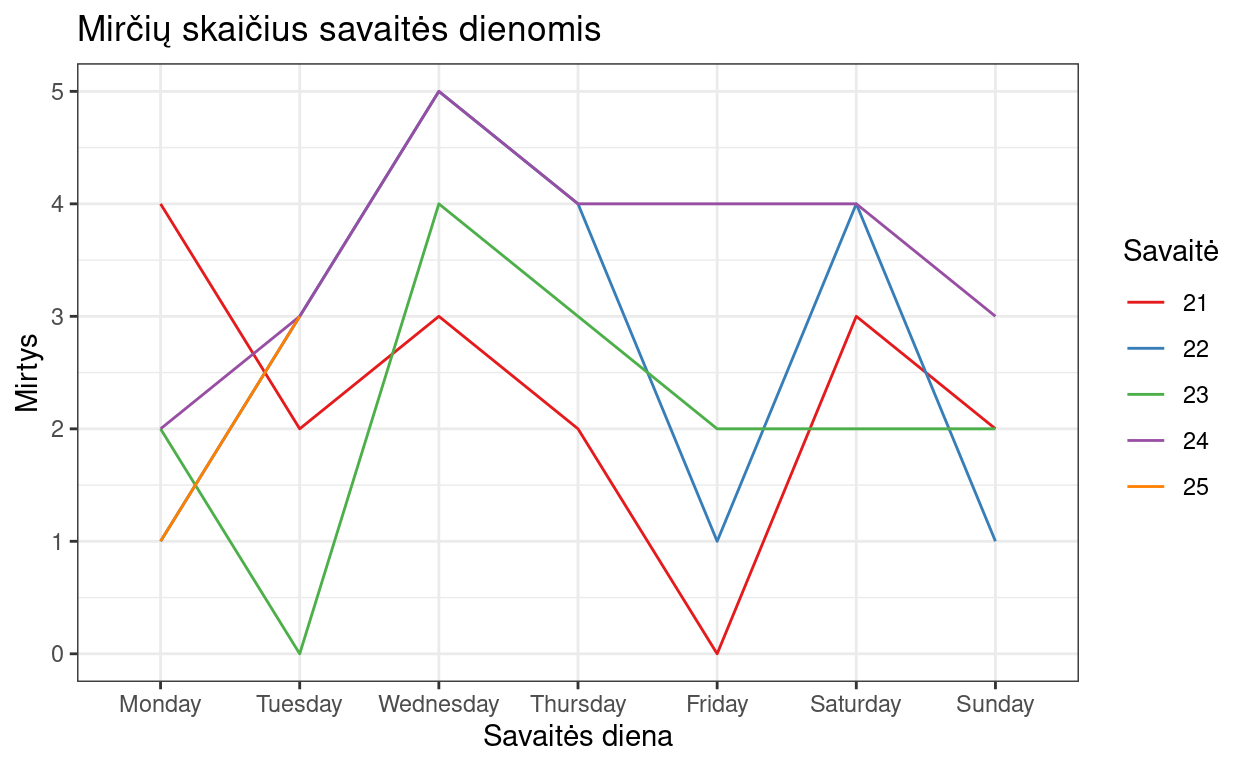 Mirčių skaičius savaitės dienomis
5
4
3
2
1
0
Mirtys
Monday Tuesday Wednesday Thursday Friday Saturday Sunday
Savaitės diena
Savaitė
21
22
23
24
25